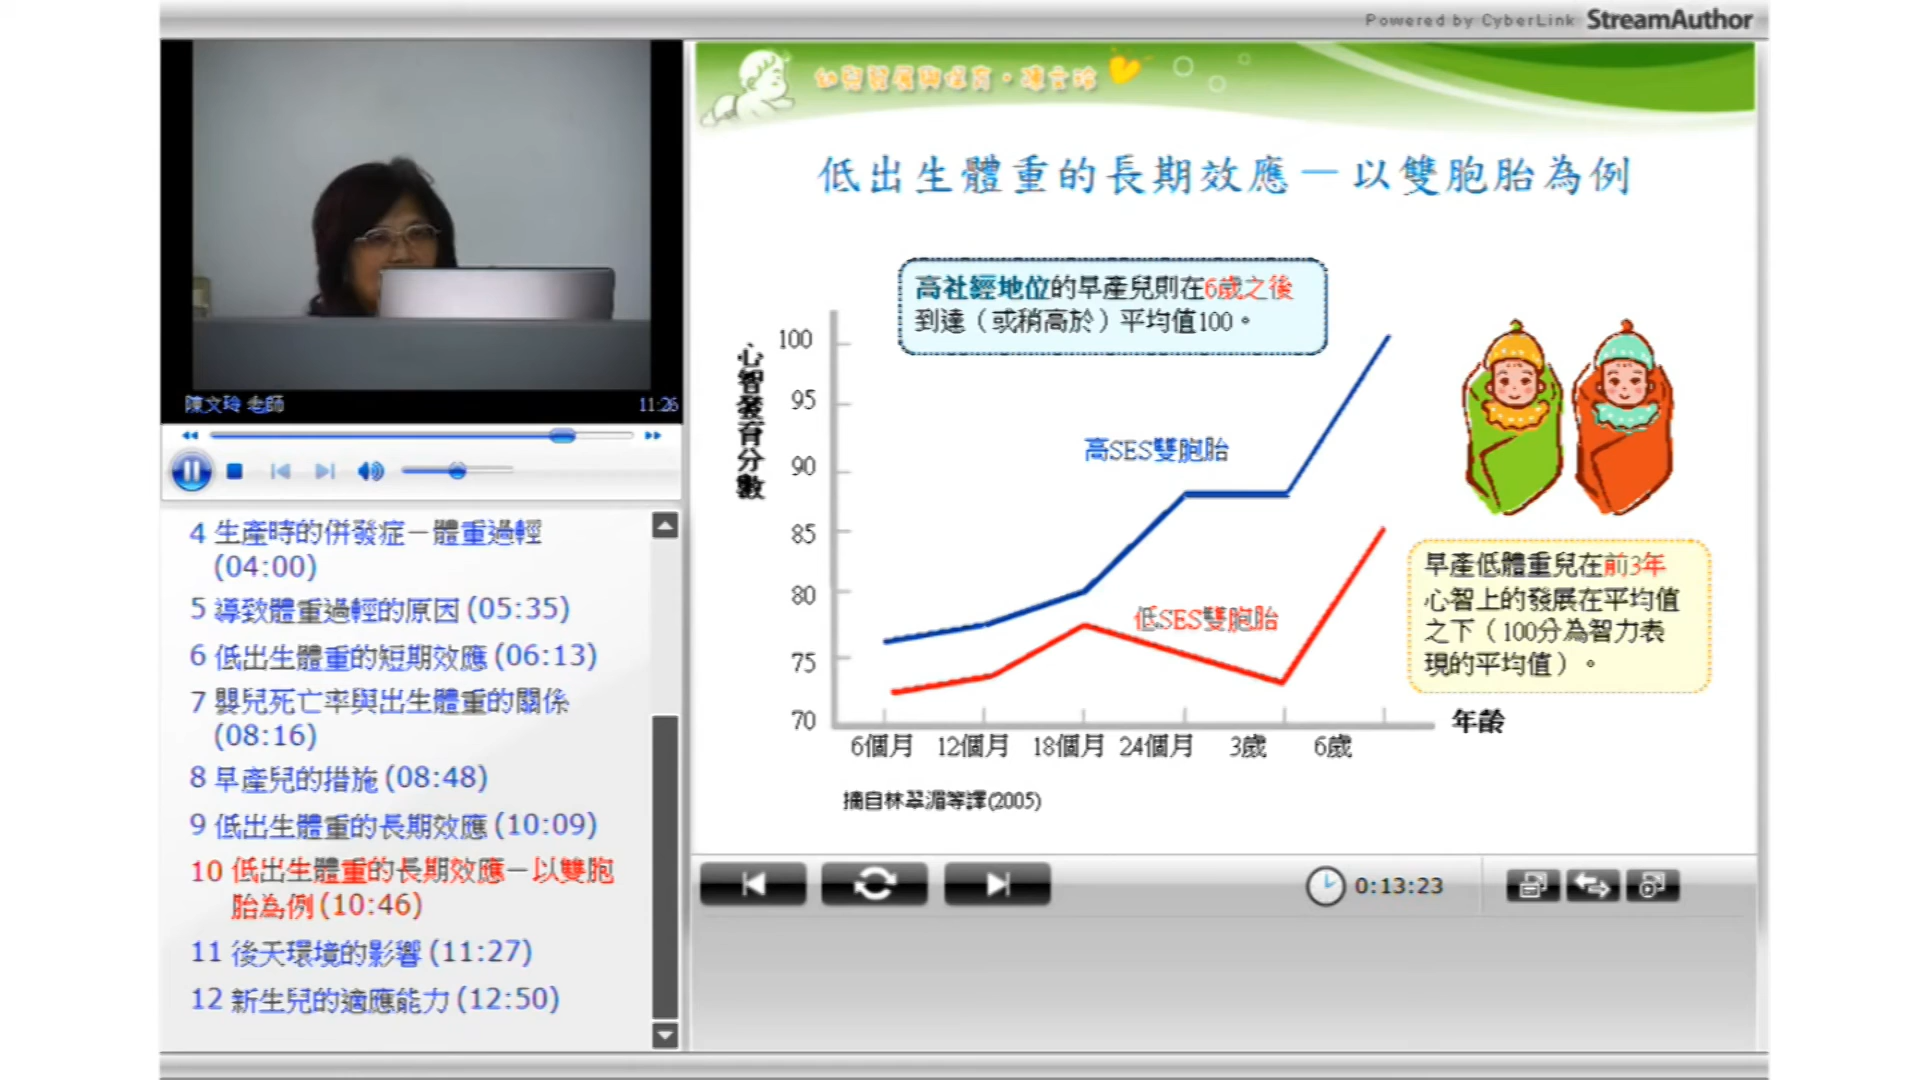 Powered by CyberLink StreamAuthor
陳文玲 老師
11:26
4 生產時的併發症－體重過輕
(04:00)
5 導致體重過輕的原因 (05:35)
6 低出生體重的短期效應 (06:13)
7 嬰兒死亡率與出生體重的關係
(08:16)
8 早產兒的措施 (08:48)
9 低出生體重的長期效應 (10:09)
10 低出生體重的長期效應－以雙胞
胎為例 (10:46)
11 後天環境的影響 (11:27)
12 新生兒的適應能力 (12:50)
幼兒發展與保育・陳文玲
低出生體重的長期效應－以雙胞胎為例
高社經地位的早產兒則在6歲之後
到達（或稍高於）平均值100。
心智發育分數
100
95
90
85
80
75
70
高SES雙胞胎
低SES雙胞胎
早產低體重兒在前3年
心智上的發展在平均值
之下（100分為智力表
現的平均值）。
6個月 12個月 18個月 24個月 3歲 6歲
年齡
摘自林翠湄等譯(2005)
0:13:23